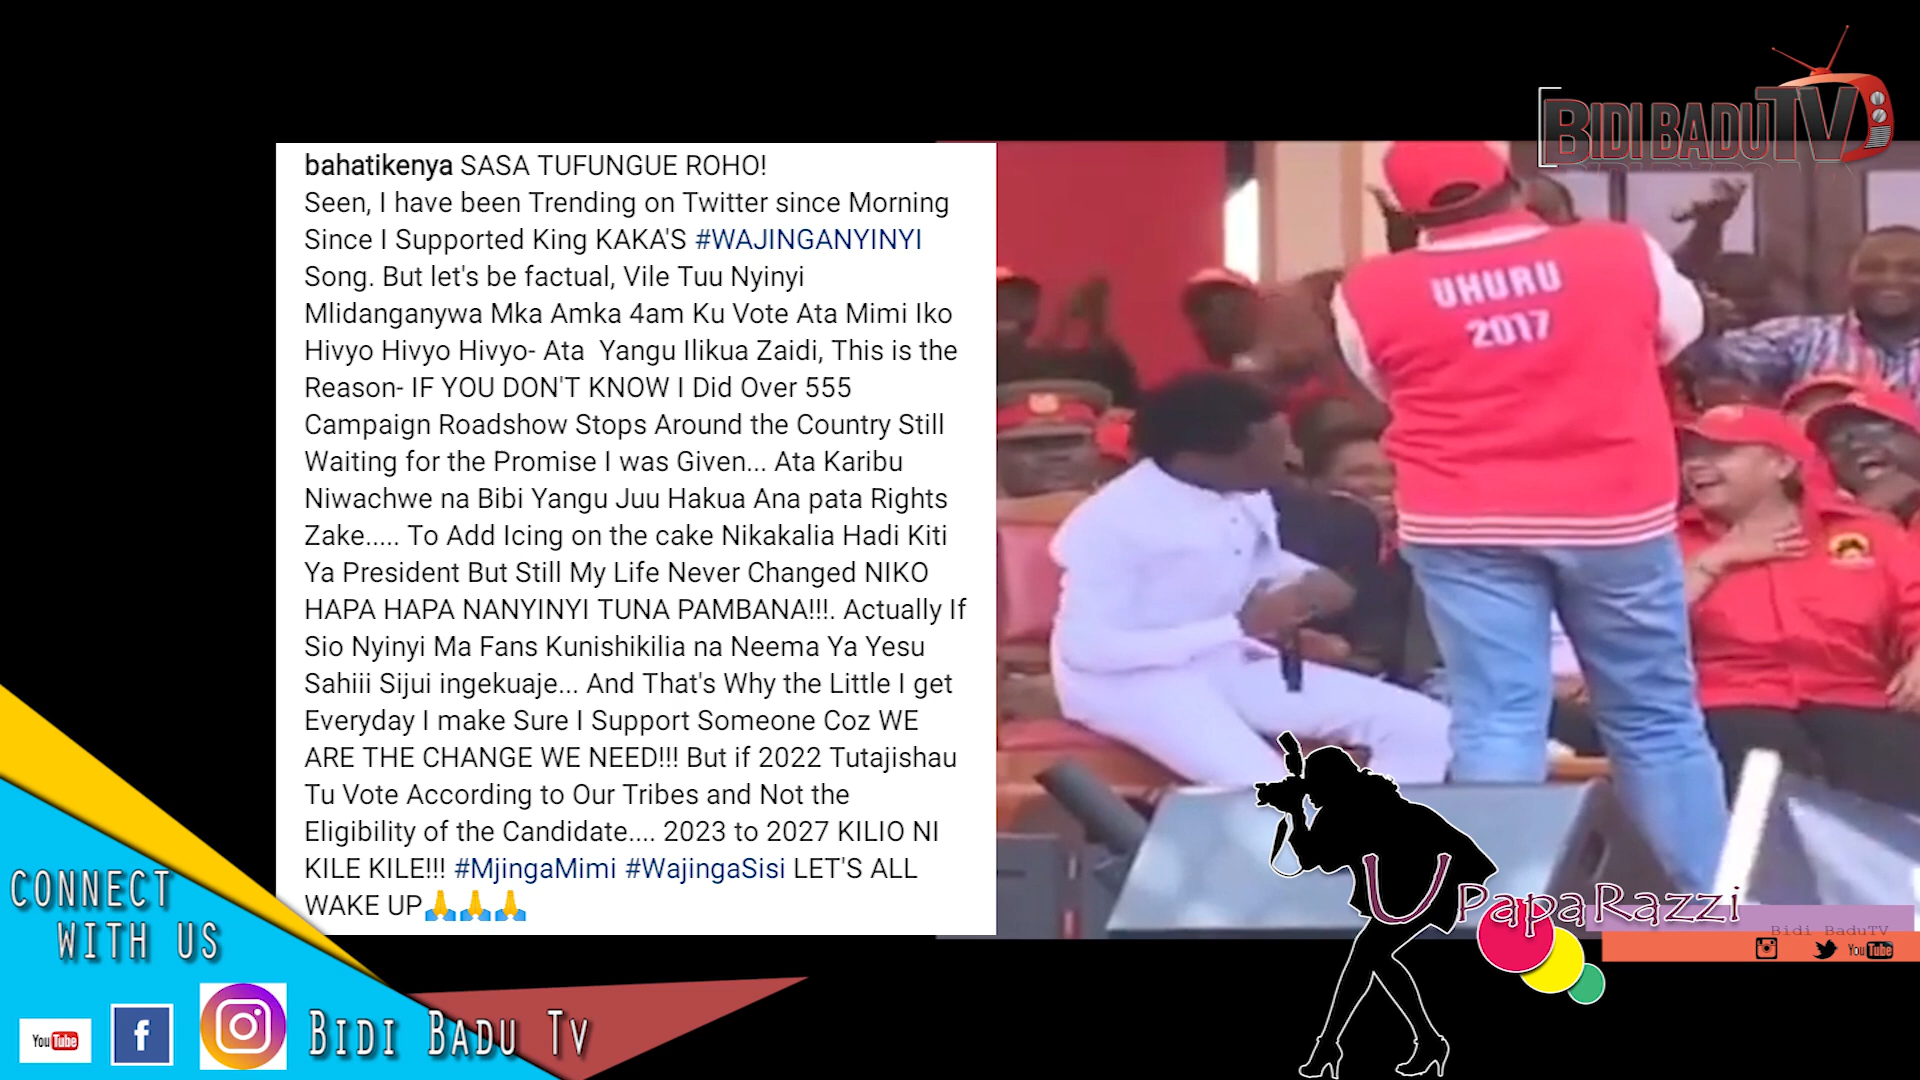 BIDI BADU TV
bahatikenya SASA TUFUNGUE ROHO!
Seen, I have been Trending on Twitter since Morning
Since I Supported King KAKA'S #WAJINGANYINYI
Song. But let's be factual, Vile Tuu Nyinyi
Mlidanganywa Mka Amka 4am Ku Vote Ata Mimi Iko
Hivyo Hivyo Hivyo- Ata  Yangu Ilikua Zaidi, This is the
Reason- IF YOU DON'T KNOW I Did Over 555
Campaign Roadshow Stops Around the Country Still
Waiting for the Promise I was Given... Ata Karibu
Niwachwe na Bibi Yangu Juu Hakua Ana pata Rights
Zake..... To Add Icing on the cake Nikakalia Hadi Kiti
Ya President But Still My Life Never Changed NIKO
HAPA HAPA NANYINYI TUNA PAMBANA!!!. Actually If
Sio Nyinyi Ma Fans Kunishikilia na Neema Ya Yesu
Sahiii Sijui ingekuaje... And That's Why the Little I get
Everyday I make Sure I Support Someone Coz WE
ARE THE CHANGE WE NEED!!! But if 2022 Tutajishau
Tu Vote According to Our Tribes and Not the
Eligibility of the Candidate.... 2023 to 2027 KILIO NI
KILE KILE!!! #MjingaMimi #WajingaSisi LET'S ALL
WAKE UP🙏🙏🙏
UHURU
2017
U PapaRazzi
Bidi BaduTV
YouTube
CONNECT
WITH US
YouTube
f
Bidi Badu Tv